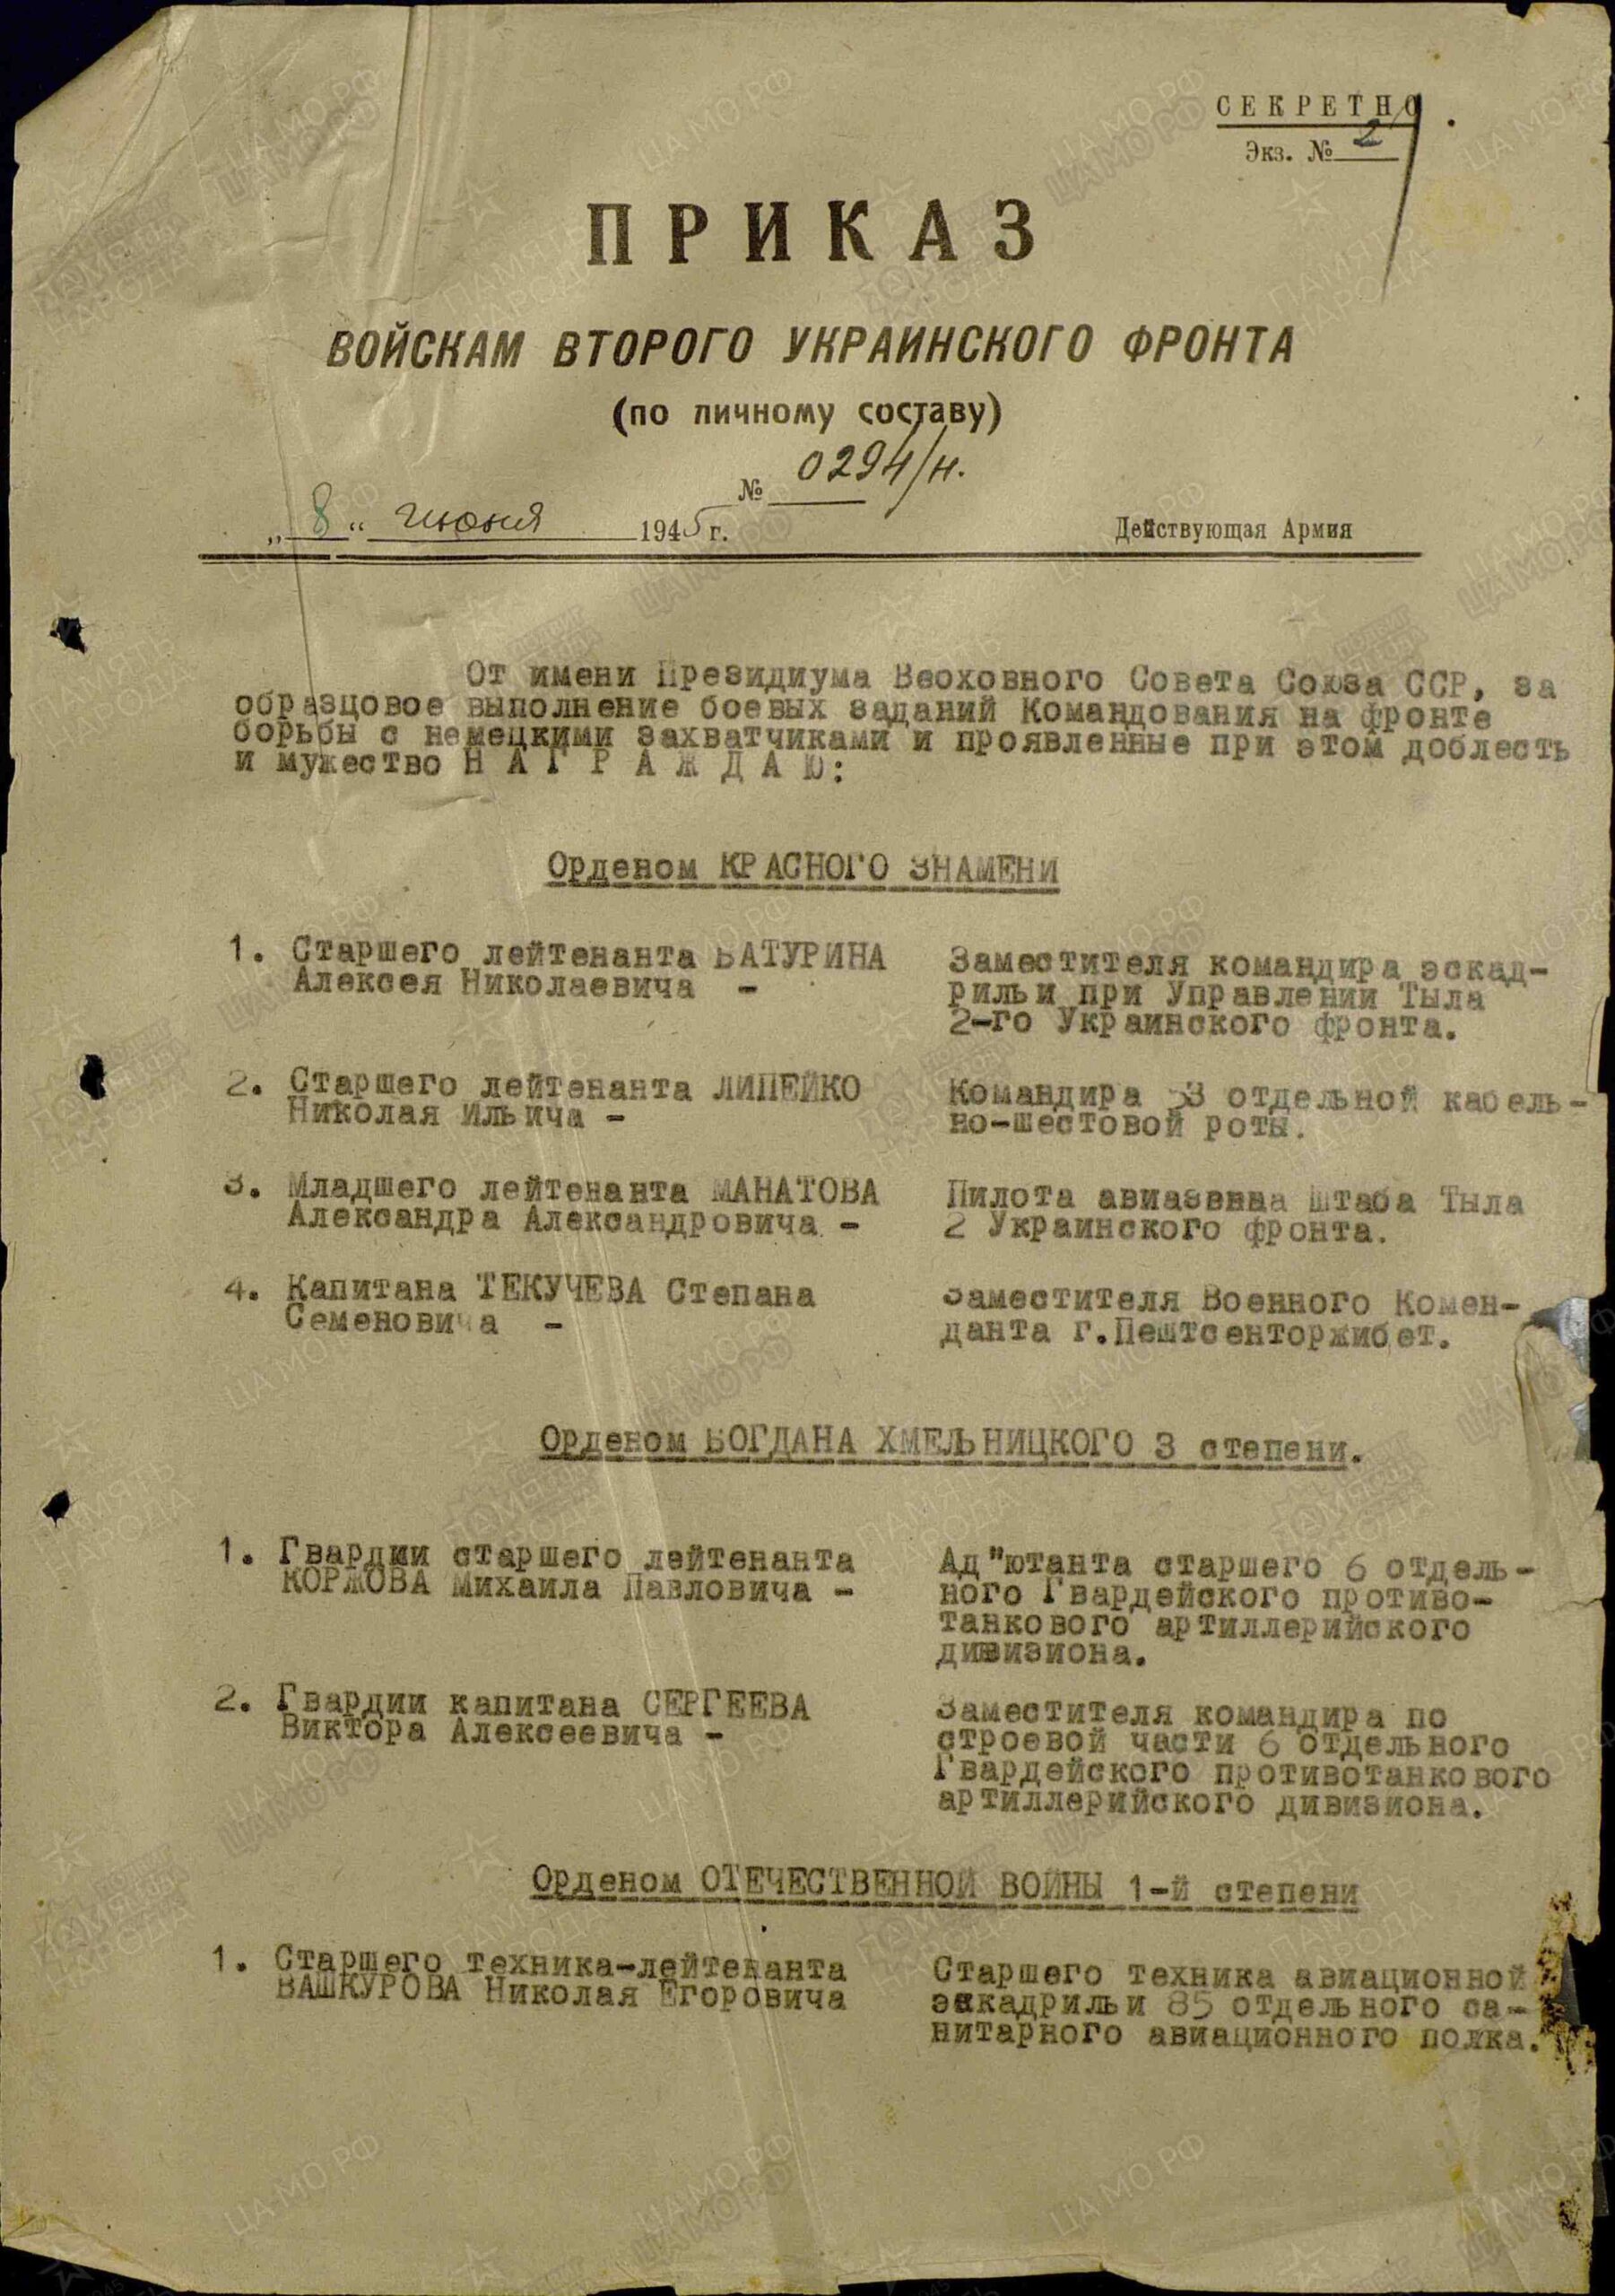 СЕКРЕТНО.
Экз. № 2
ПРИКАЗ
ВОЙСКАМ ВТОРОГО УКРАИНСКОГО ФРОНТА
(по личному составу)
№ 0294/н.
„8“ июня 1945 г. Действующая Армия
От имени Президиума Верховного Совета Союза ССР, за
образцовое выполнение боевых заданий Командования на фронте
борьбы с немецкими захватчиками и проявленные при этом доблесть
и мужество Н А Г Р А Ж Д А Ю:
Орденом КРАСНОГО ЗНАМЕНИ
1. Старшего лейтенанта БАТУРИНА Заместителя командира эскад-
Алексея Николаевича - рильи при Управлении Тыла
2-го Украинского фронта.
2. Старшего лейтенанта ЛИПЕЙКО Командира 53 отдельной кабель-
Николая Ильича - но-шестовой роты.
3. Младшего лейтенанта МАНАТОВА Пилота авиазвена Штаба Тыла
Александра Александровича - 2 Украинского фронта.
4. Капитана ТЕКУЧЕВА Степана Заместителя Военного Комен-
Семеновича - данта г.Пештсенторжибет.
Орденом БОГДАНА ХМЕЛЬНИЦКОГО 3 степени.
1. Гвардии старшего лейтенанта Ад"ютанта старшего 6 отдель-
КОРЖОВА Михаила Павловича - ного Гвардейского противо-
танкового артиллерийского
дивизиона.
2. Гвардии капитана СЕРГЕЕВА Заместителя командира по
Виктора Алексеевича - строевой части 6 отдельного
Гвардейского противотанкового
артиллерийского дивизиона.
Орденом ОТЕЧЕСТВЕННОЙ ВОЙНЫ 1-й степени
1. Старшего техника-лейтенанта Старшего техника авиационной
ВАШКУРОВА Николая Егоровича эскадрильи 85 отдельного са-
нитарного авиационного полка.